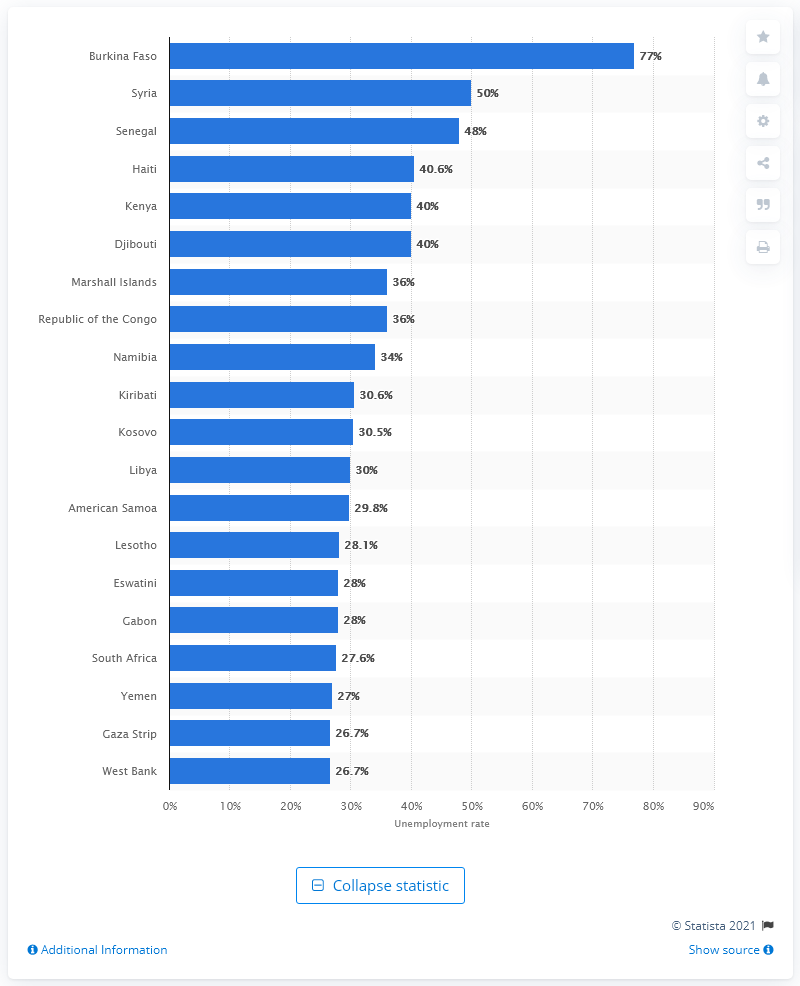 Burkina Faso 77%
Syria 50%
Senegal 48%
Haiti 40.6%
Kenya 40%
Djibouti 40%
Marshall Islands 36%
Republic of the Congo 36%
Namibia 34%
Kiribati 30.6%
Kosovo 30.5%
Libya 30%
American Samoa 29.8%
Lesotho 28.1%
Eswatini 28%
Gabon 28%
South Africa 27.6%
Yemen 27%
Gaza Strip 26.7%
West Bank 26.7%
0% 10% 20% 30% 40% 50% 60% 70% 80% 90%
Unemployment rate
Collapse statistic
© Statista 2021
Additional Information Show source